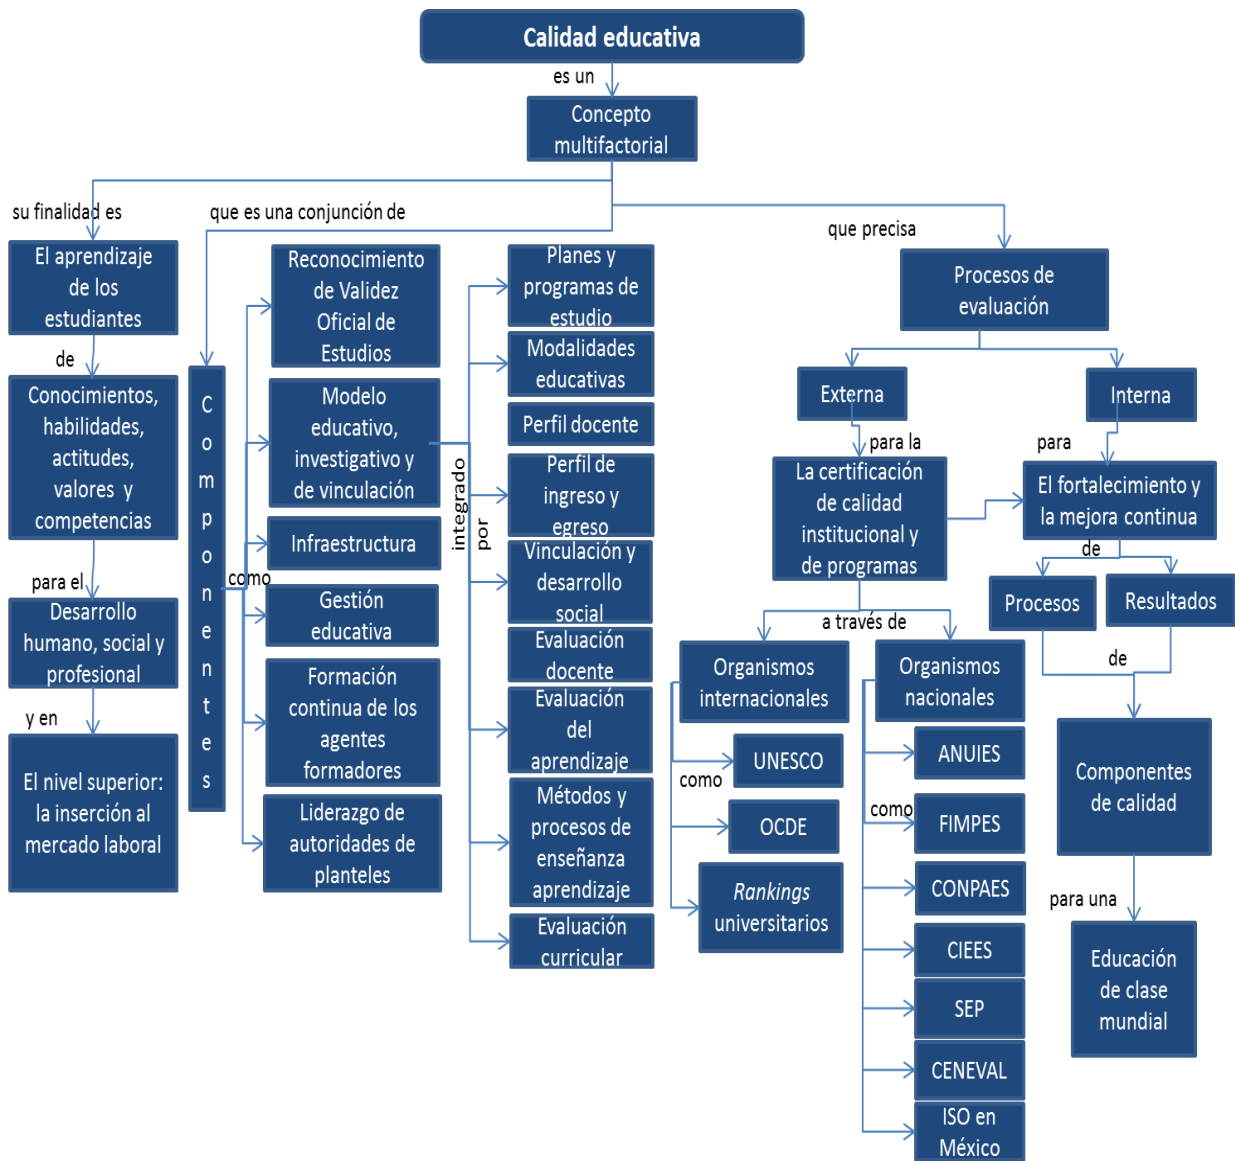 Calidad educativa
es un
Concepto
multifactorial
su finalidad es
El aprendizaje
de los
estudiantes
de
Conocimientos,
habilidades,
actitudes,
valores y
competencias
para el
Desarrollo
humano, social y
profesional
y en
El nivel superior:
la inserción al
mercado laboral
que es una conjunción de
Componentes
como
Reconocimiento
de Validez
Oficial de
Estudios
Modelo
educativo,
investigativo y
de vinculación
Infraestructura
Gestión
educativa
Formación
continua de los
agentes
formadores
Liderazgo de
autoridades de
planteles
integrado
por
Planes y
programas de
estudio
Modalidades
educativas
Perfil docente
Perfil de
ingreso y
egreso
Vinculación y
desarrollo
social
Evaluación
docente
Evaluación
del
aprendizaje
Métodos y
procesos de
enseñanza
aprendizaje
Evaluación
curricular
que precisa
Procesos de
evaluación
Externa
para la
La certificación
de calidad
institucional y
de programas
a través de
Organismos
internacionales
como
UNESCO
OCDE
Rankings
universitarios
Organismos
nacionales
como
ANUIES
FIMPES
CONPAES
CIEES
SEP
CENEVAL
ISO en
México
Interna
para
El fortalecimiento y
la mejora continua
de
Procesos
Resultados
de
Componentes
de calidad
para una
Educación
de clase
mundial